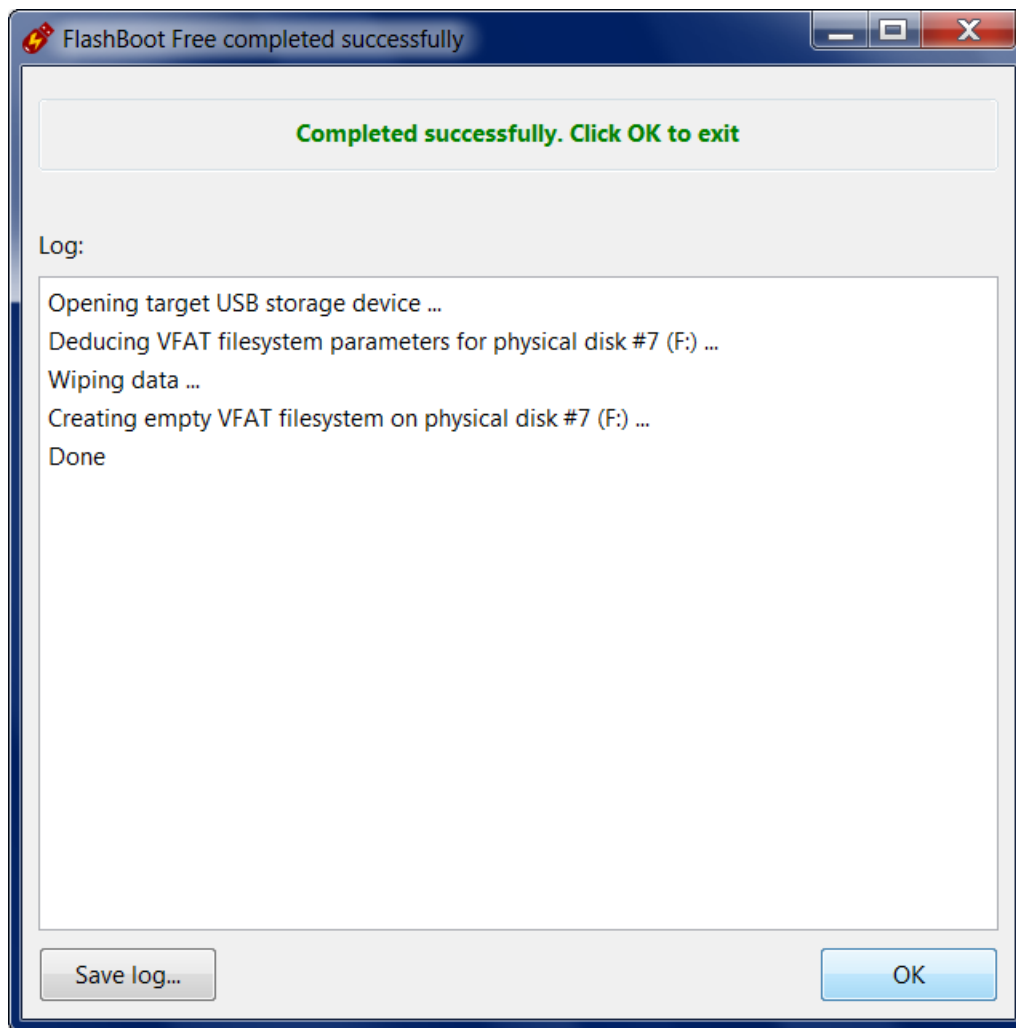 FlashBoot Free completed successfully
Completed successfully. Click OK to exit
Log:
Opening target USB storage device ...
Deducing VFAT filesystem parameters for physical disk #7 (F:) ...
Wiping data ...
Creating empty VFAT filesystem on physical disk #7 (F:) ...
Done
Save log...
OK